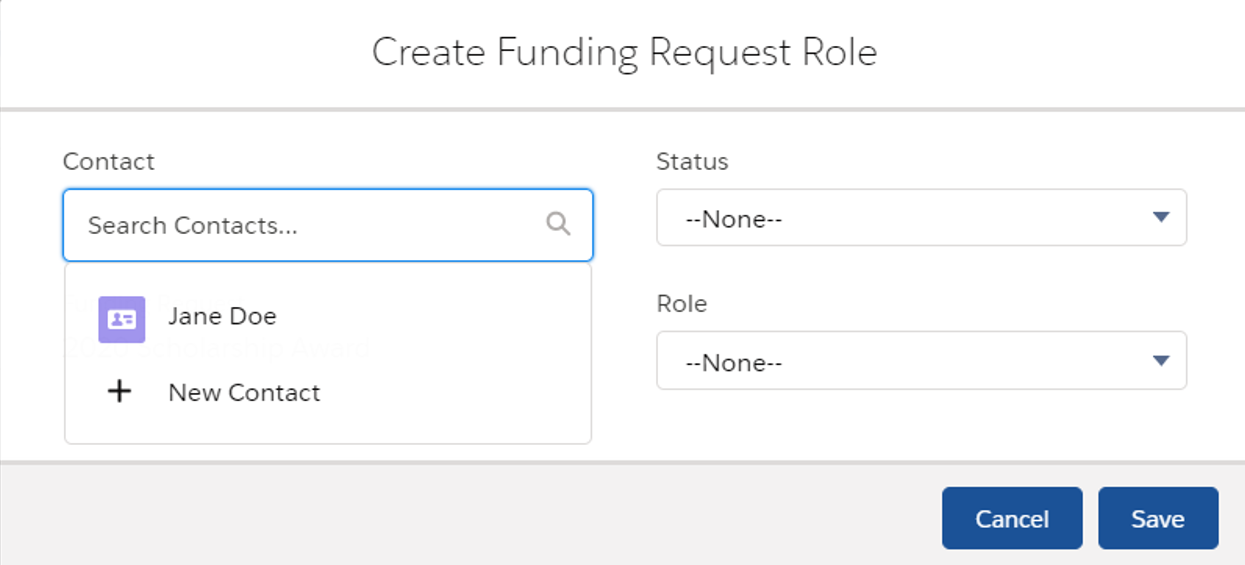 Create Funding Request Role
Contact
Search Contacts...
Jane Doe
New Contact
Status
--None--
Role
--None--
Cancel
Save